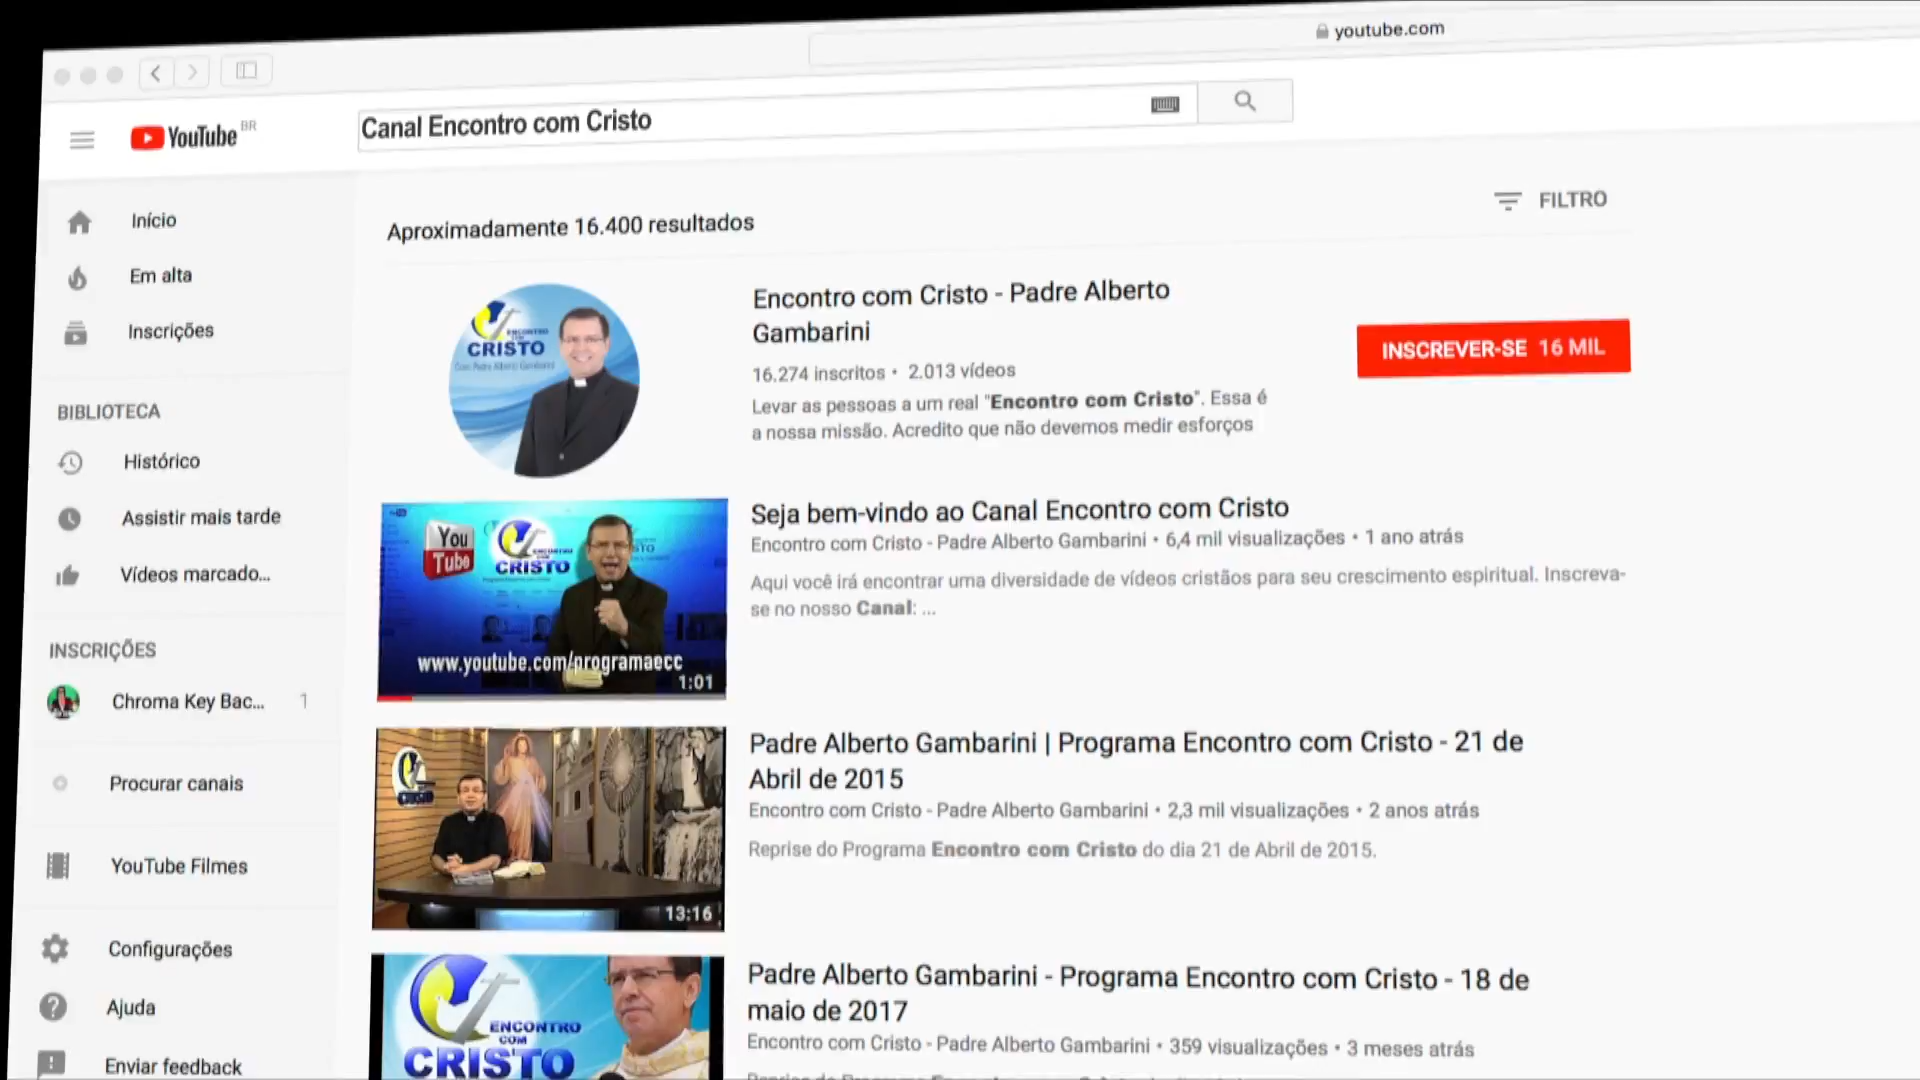 youtube.com
YouTube BR
Canal Encontro com Cristo
Início
Em alta
Inscrições
BIBLIOTECA
Histórico
Assistir mais tarde
Vídeos marcado...
INSCRIÇÕES
Chroma Key Bac... 1
Procurar canais
YouTube Filmes
Configurações
Ajuda
Enviar feedback
Aproximadamente 16.400 resultados
FILTRO
ENCONTRO
COM
CRISTO
Com Padre Alberto Gambarini
Encontro com Cristo - Padre Alberto
Gambarini
16.274 inscritos • 2.013 vídeos
Levar as pessoas a um real "Encontro com Cristo". Essa é
a nossa missão. Acredito que não devemos medir esforços
INSCREVER-SE 16 MIL
You
Tube
ENCONTRO
CRISTO
www.youtube.com/programaecc
1:01
Seja bem-vindo ao Canal Encontro com Cristo
Encontro com Cristo - Padre Alberto Gambarini • 6,4 mil visualizações • 1 ano atrás
Aqui você irá encontrar uma diversidade de vídeos cristãos para seu crescimento espiritual. Inscreva-
se no nosso Canal: ...
CRISTO
13:16
Padre Alberto Gambarini | Programa Encontro com Cristo - 21 de
Abril de 2015
Encontro com Cristo - Padre Alberto Gambarini • 2,3 mil visualizações • 2 anos atrás
Reprise do Programa Encontro com Cristo do dia 21 de Abril de 2015.
ENCONTRO
COM
CRISTO
Padre Alberto Gambarini - Programa Encontro com Cristo - 18 de
maio de 2017
Encontro com Cristo - Padre Alberto Gambarini • 359 visualizações • 3 meses atrás